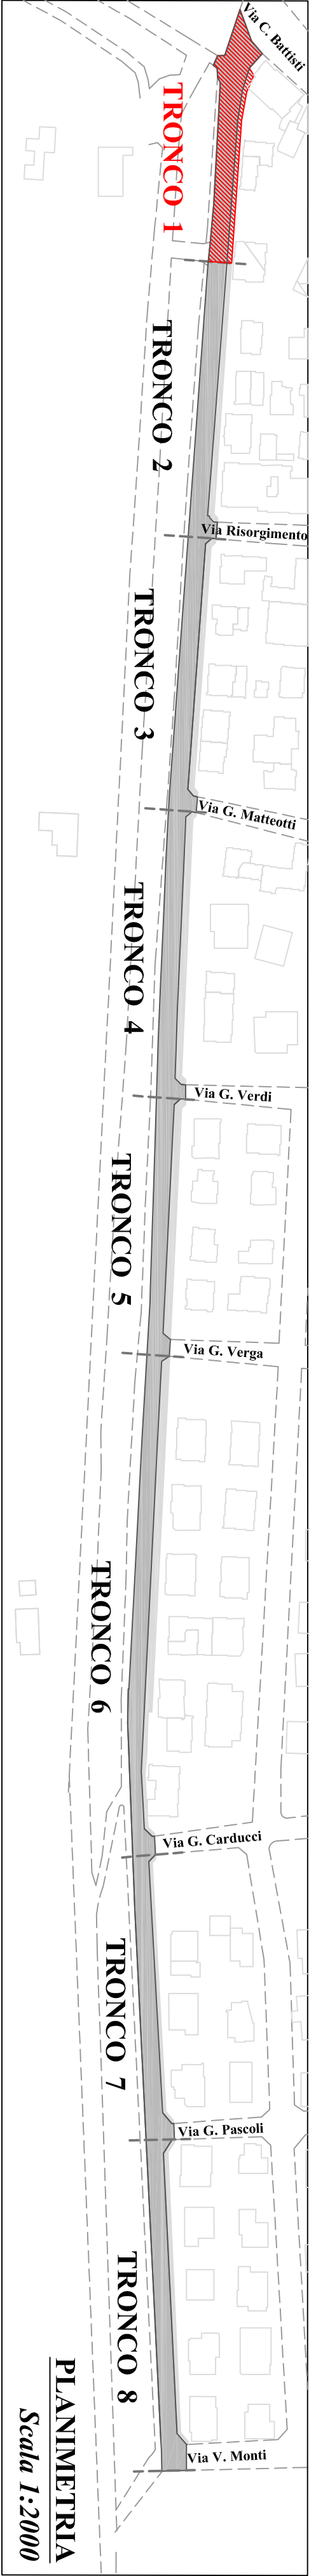 Via C. Battisti
TRONCO 1
TRONCO 2
Via Risorgimento
TRONCO 3
Via G. Matteotti
TRONCO 4
Via G. Verdi
TRONCO 5
Via G. Verga
TRONCO 6
Via G. Carducci
TRONCO 7
Via G. Pascoli
TRONCO 8
Via V. Monti
PLANIMETRIA
Scala 1:2000